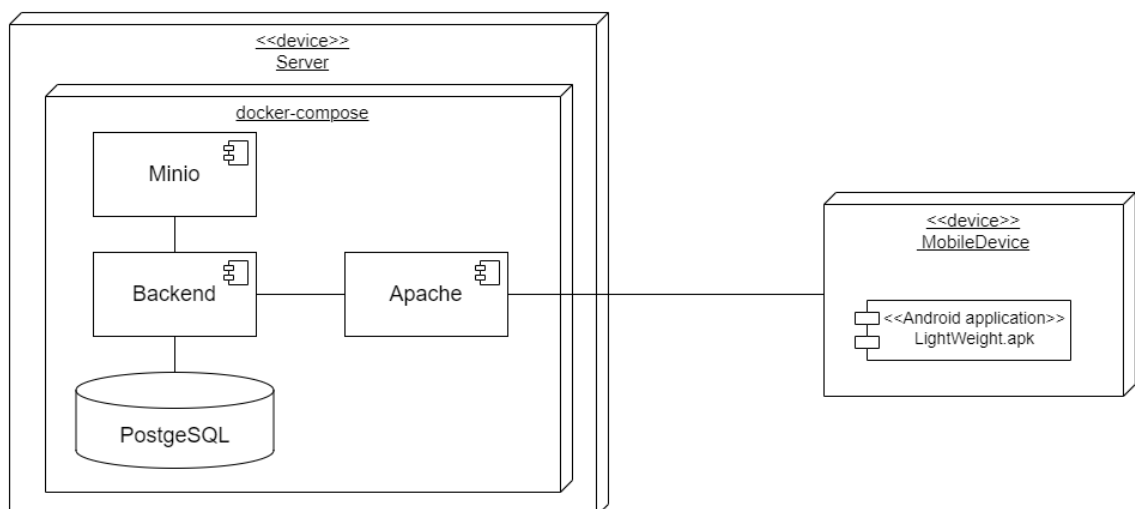 <<device>>
Server
docker-compose
Minio
Backend
Apache
PostgeSQL
<<device>>
MobileDevice
<<Android application>>
LightWeight.apk